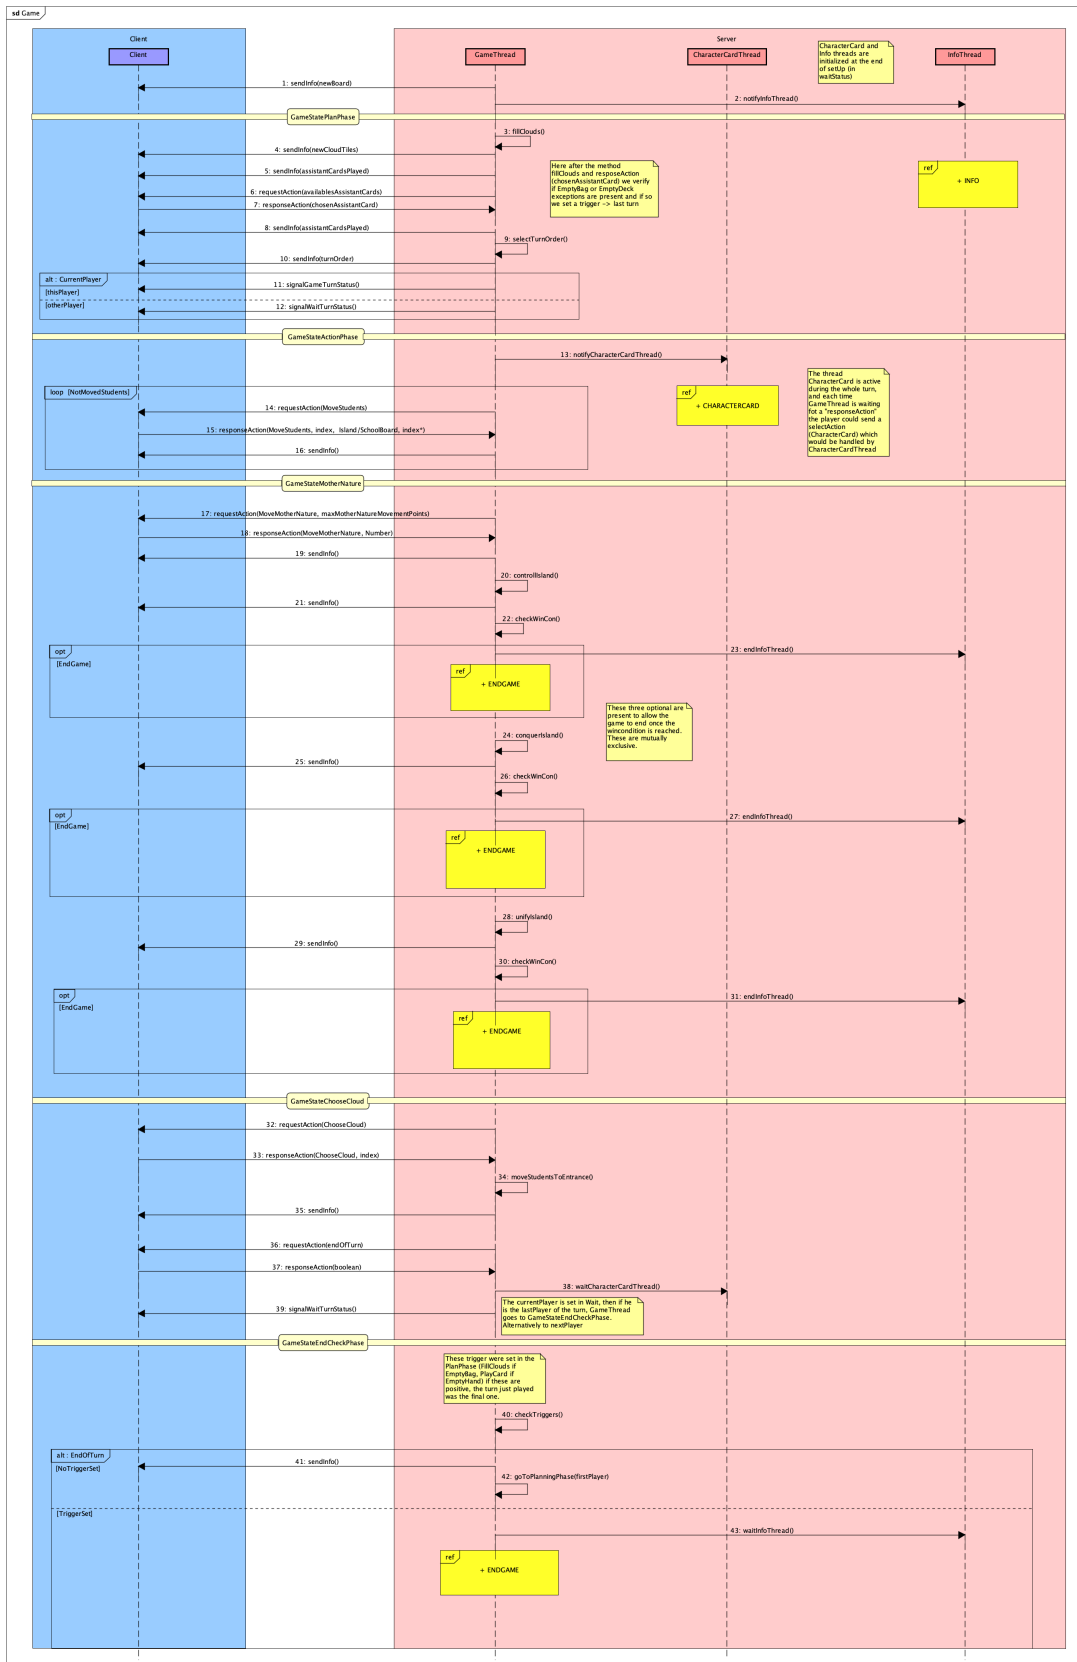 sd Game
Client
Server
Client
GameThread
CharacterCardThread
InfoThread
CharacterCard and
Info threads are
initialized at the end
of setUp (in
waitStatus)
1: sendInfo(newBoard)
2: notifyInfoThread()
GameStatePlanPhase
3: fillClouds()
4: sendInfo(newCloudTiles)
5: sendInfo(assistantCardsPlayed)
Here after the method
fillClouds and resposeAction
(chosenAssistantCard) we verify
if EmptyBag or EmptyDeck
exceptions are present and if so
we set a trigger -> last turn
ref
+ INFO
6: requestAction(availablesAssistantCards)
7: responseAction(chosenAssistantCard)
8: sendInfo(assistantCardsPlayed)
9: selectTurnOrder()
10: sendInfo(turnOrder)
alt : CurrentPlayer
[thisPlayer]
11: signalGameTurnStatus()
[otherPlayer]
12: signalWaitTurnStatus()
GameStateActionPhase
13: notifyCharacterCardThread()
The thread
CharacterCard is active
during the whole turn,
and each time
GameThread is waiting
fot a "responseAction"
the player could send a
selectAction
(CharacterCard) which
would be handled by
CharacterCardThread
ref
+ CHARACTERCARD
loop [NotMovedStudents]
14: requestAction(MoveStudents)
15: responseAction(MoveStudents, index, Island/SchoolBoard, index*)
16: sendInfo()
GameStateMotherNature
17: requestAction(MoveMotherNature, maxMotherNatureMovementPoints)
18: responseAction(MoveMotherNature, Number)
19: sendInfo()
20: controlIsland()
21: sendInfo()
22: checkWinCon()
opt
[EndGame]
23: endInfoThread()
ref
+ ENDGAME
These three optional are
present to allow the
game to end once the
wincondition is reached.
These are mutually
exclusive.
24: conquerIsland()
25: sendInfo()
26: checkWinCon()
opt
[EndGame]
27: endInfoThread()
ref
+ ENDGAME
28: unifyIsland()
29: sendInfo()
30: checkWinCon()
opt
[EndGame]
31: endInfoThread()
ref
+ ENDGAME
GameStateChooseCloud
32: requestAction(ChooseCloud)
33: responseAction(ChooseCloud, index)
34: moveStudentsToEntrance()
35: sendInfo()
36: requestAction(endOfTurn)
37: responseAction(boolean)
38: waitCharacterCardThread()
39: signalWaitTurnStatus()
The currentPlayer is set in Wait, then if he
is the lastPlayer of the turn, GameThread
goes to GameStateEndCheckPhase.
Alternatively to nextPlayer
GameStateEndCheckPhase
These trigger were set in the
PlanPhase (FillClouds if
EmptyBag, PlayCard if
EmptyHand) if these are
positive, the turn just played
was the final one.
40: checkTriggers()
alt : EndOfTurn
[NoTriggerSet]
41: sendInfo()
42: goToPlanningPhase(firstPlayer)
[TriggerSet]
43: waitInfoThread()
ref
+ ENDGAME